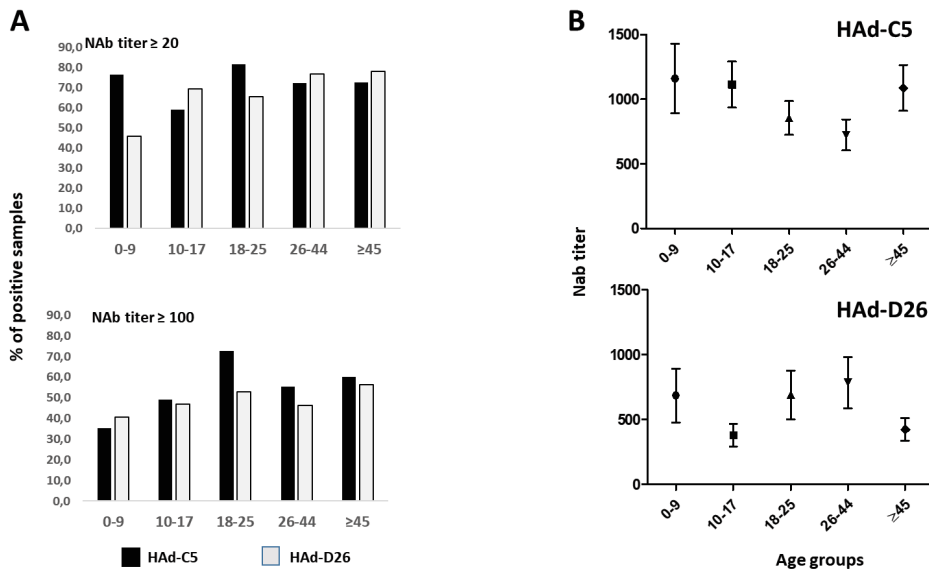 A
NAb titer ≥ 20
90,0
80,0
70,0
60,0
50,0
40,0
30,0
20,0
10,0
0,0
0-9 10-17 18-25 26-44 ≥45
% of positive samples
NAb titer ≥ 100
90,0
80,0
70,0
60,0
50,0
40,0
30,0
20,0
10,0
0,0
0-9 10-17 18-25 26-44 ≥45
HAd-C5 HAd-D26
B
HAd-C5
1500
1000
500
0
0-9 10-17 18-25 26-44 ≥45
Nab titer
HAd-D26
1500
1000
500
0
0-9 10-17 18-25 26-44 ≥45
Age groups